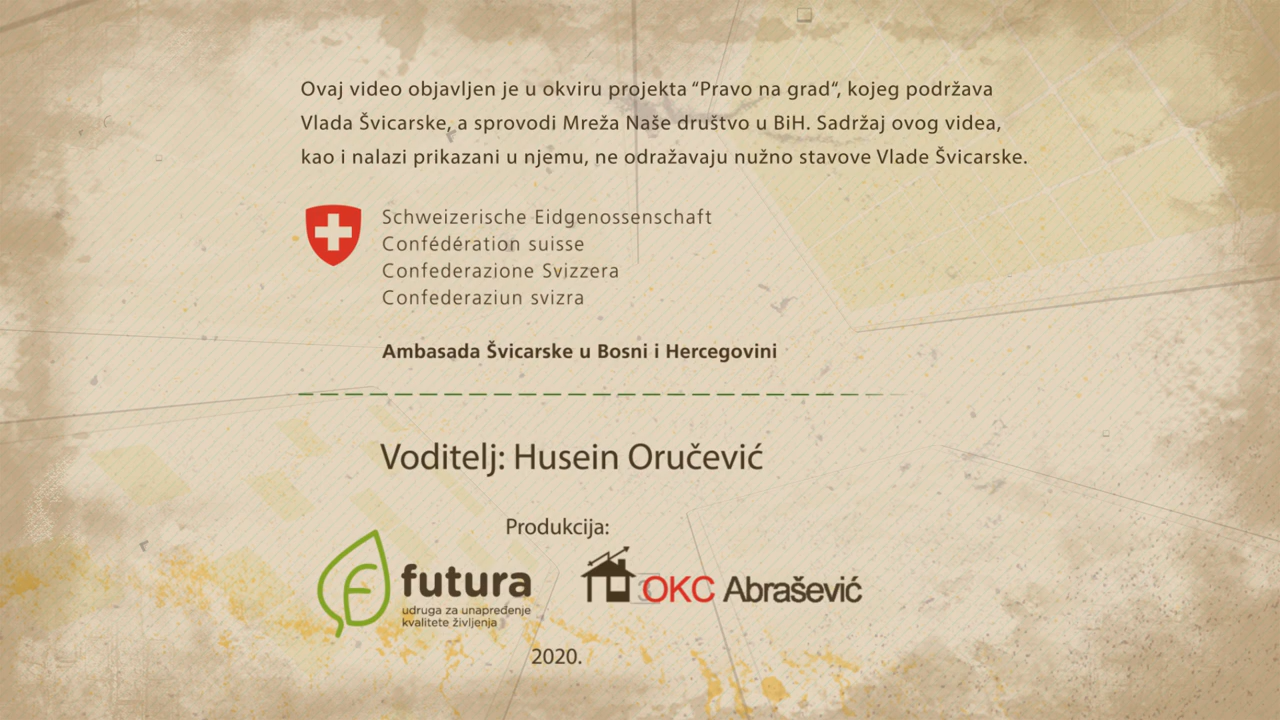 Ovaj video objavljen je u okviru projekta “Pravo na grad“, kojeg podržava
Vlada Švicarske, a sprovodi Mreža Naše društvo u BiH. Sadržaj ovog videa,
kao i nalazi prikazani u njemu, ne odražavaju nužno stavove Vlade Švicarske.
Schweizerische Eidgenossenschaft
Confédération suisse
Confederazione Svizzera
Confederaziun svizra
Ambasada Švicarske u Bosni i Hercegovini
Voditelj: Husein Oručević
Produkcija:
futura
udruga za unapređenje
kvalitete življenja
OKC Abrašević
2020.